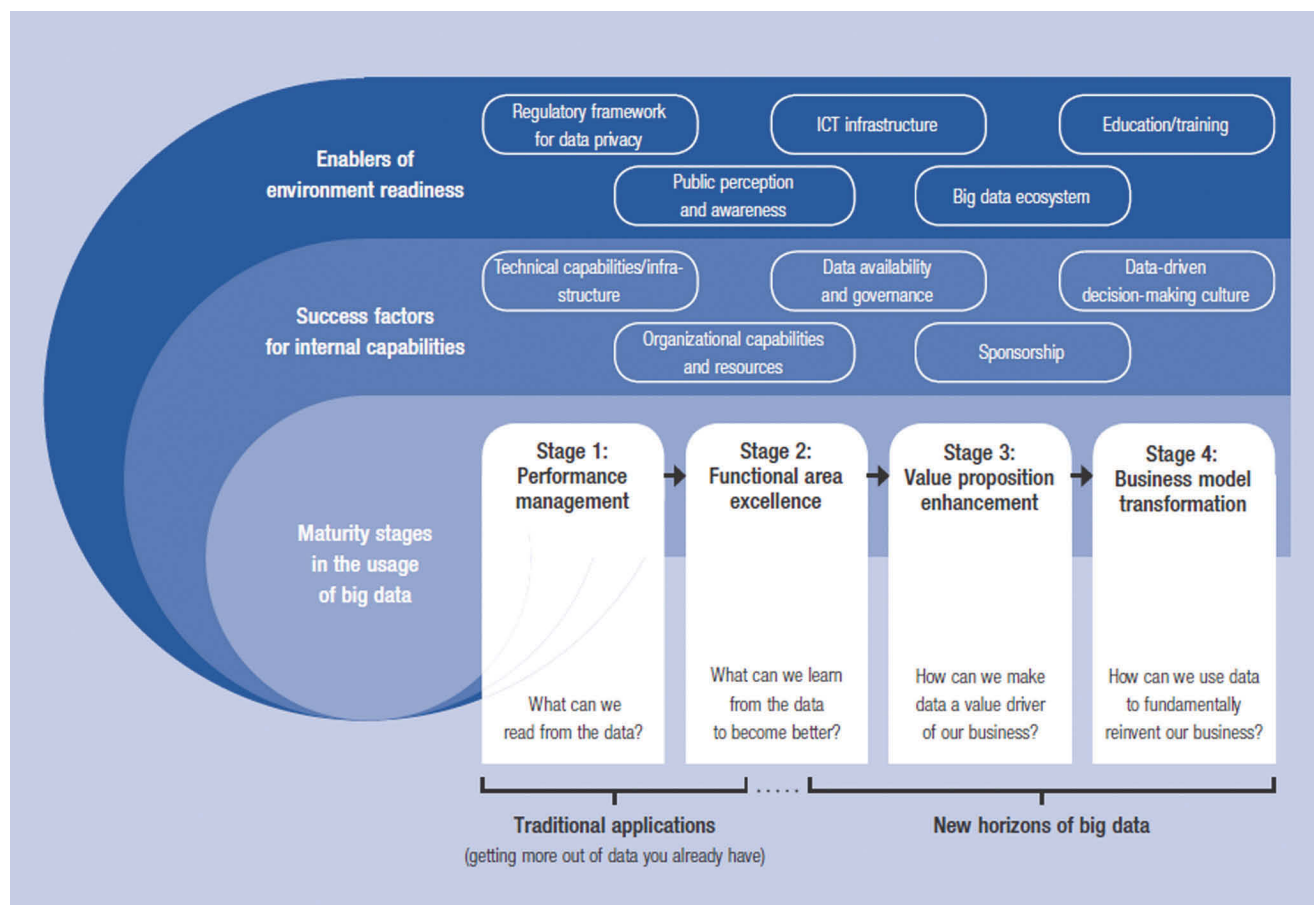 Enablers of
environment readiness
Regulatory framework
for data privacy
ICT infrastructure
Education/training
Public perception
and awareness
Big data ecosystem
Success factors
for internal capabilities
Technical capabilities/infra-
structure
Data availability
and governance
Data-driven
decision-making culture
Organizational capabilities
and resources
Sponsorship
Maturity stages
in the usage
of big data
Stage 1:
Performance
management
What can we
read from the data?
Stage 2:
Functional area
excellence
What can we learn
from the data
to become better?
Stage 3:
Value proposition
enhancement
How can we make
data a value driver
of our business?
Stage 4:
Business model
transformation
How can we use data
to fundamentally
reinvent our business?
Traditional applications
(getting more out of data you already have)
New horizons of big data